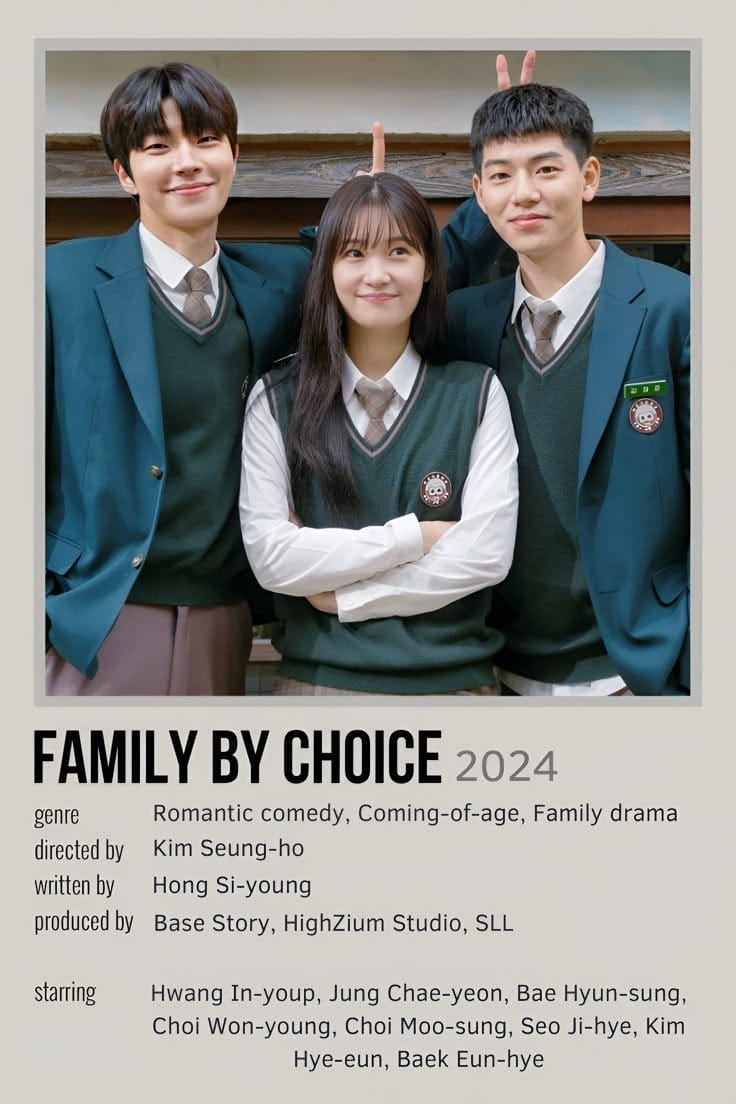 FAMILY BY CHOICE 2024
genre Romantic comedy, Coming-of-age, Family drama
directed by Kim Seung-ho
written by Hong Si-young
produced by Base Story, HighZium Studio, SLL
starring Hwang In-youp, Jung Chae-yeon, Bae Hyun-sung,
Choi Won-young, Choi Moo-sung, Seo Ji-hye, Kim
Hye-eun, Baek Eun-hye